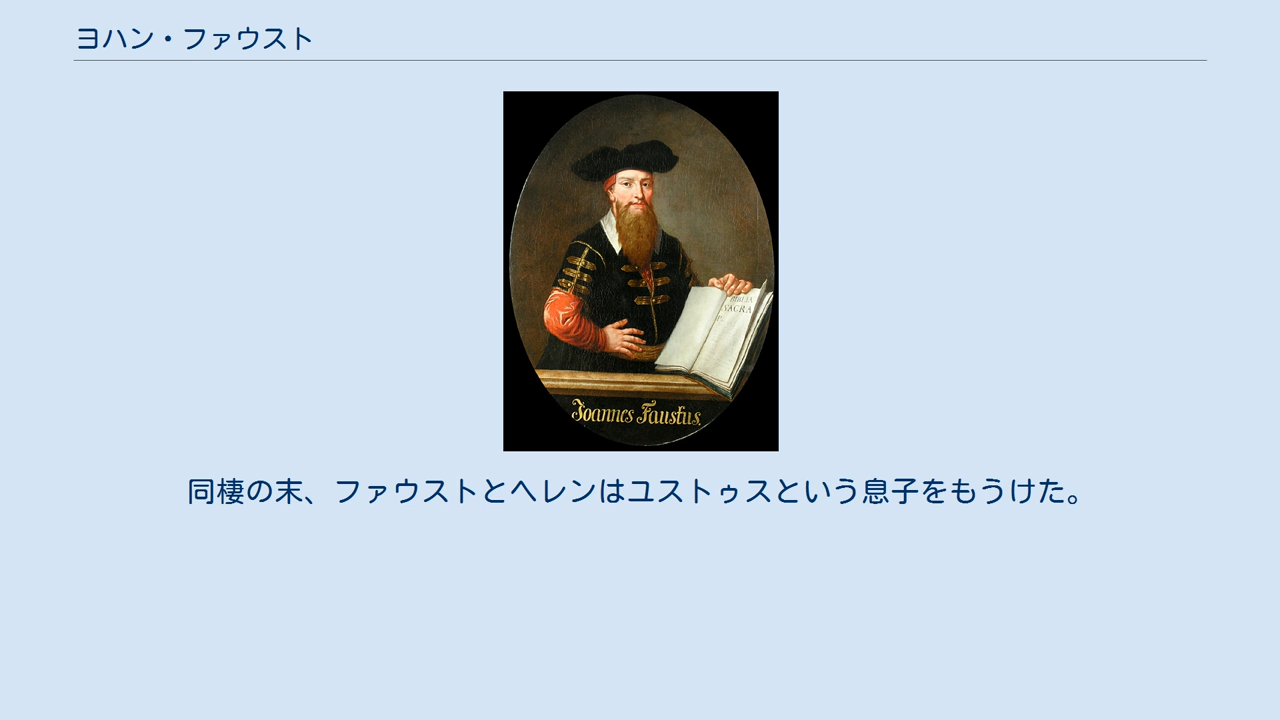 ヨハン・ファウスト
BIBLIA
SACRA
Joannes Faustus.
同棲の末、ファウストとヘレンはユストゥスという息子をもうけた。